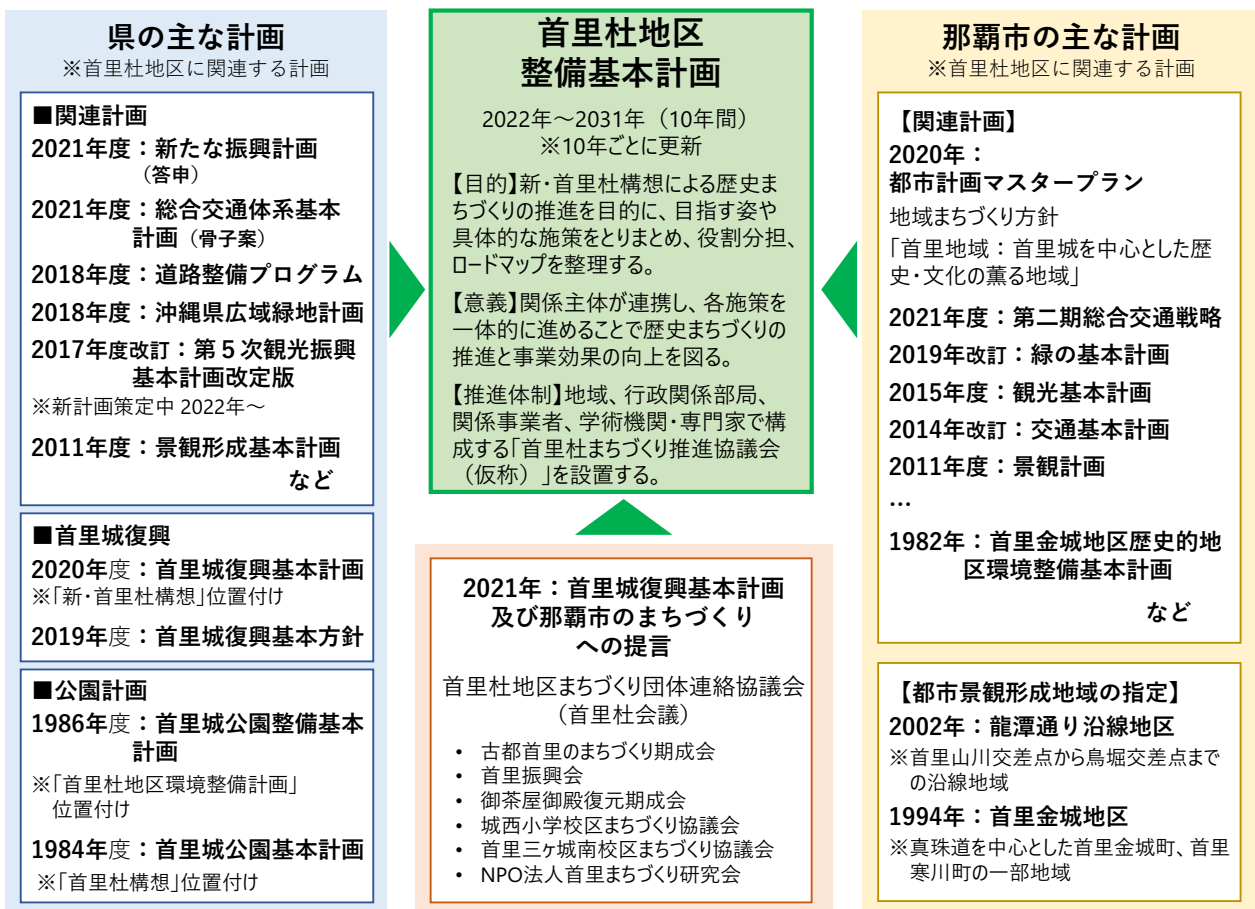 県の主な計画
※首里杜地区に関連する計画
■関連計画
2021年度：新たな振興計画
（答申）
2021年度：総合交通体系基本
計画（骨子案）
2018年度：道路整備プログラム
2018年度：沖縄県広域緑地計画
2017年度改訂：第５次観光振興
基本計画改定版
※新計画策定中 2022年～
2011年度：景観形成基本計画
など
■首里城復興
2020年度：首里城復興基本計画
※「新・首里杜構想」位置付け
2019年度：首里城復興基本方針
■公園計画
1986年度：首里城公園整備基本
計画
※「首里杜地区環境整備計画」
位置付け
1984年度：首里城公園基本計画
※「首里杜構想」位置付け
首里杜地区
整備基本計画
2022年～2031年（10年間）
※10年ごとに更新
【目的】新・首里杜構想による歴史ま
ちづくりの推進を目的に、目指す姿や
具体的な施策をとりまとめ、役割分担、
ロードマップを整理する。
【意義】関係主体が連携し、各施策を
一体的に進めることで歴史まちづくりの
推進と事業効果の向上を図る。
【推進体制】地域、行政関係部局、
関係事業者、学術機関・専門家で構
成する「首里杜まちづくり推進協議会
（仮称）」を設置する。
2021年：首里城復興基本計画
及び那覇市のまちづくり
への提言
首里杜地区まちづくり団体連絡協議会
（首里杜会議）
• 古都首里のまちづくり期成会
• 首里振興会
• 御茶屋御殿復元期成会
• 城西小学校区まちづくり協議会
• 首里三ヶ城南校区まちづくり協議会
• NPO法人首里まちづくり研究会
那覇市の主な計画
※首里杜地区に関連する計画
【関連計画】
2020年：
都市計画マスタープラン
地域まちづくり方針
「首里地域：首里城を中心とした歴
史・文化の薫る地域」
2021年度：第二期総合交通戦略
2019年改訂：緑の基本計画
2015年度：観光基本計画
2014年改訂：交通基本計画
2011年度：景観計画
…
1982年：首里金城地区歴史的地
区環境整備基本計画
など
【都市景観形成地域の指定】
2002年：龍潭通り沿線地区
※首里山川交差点から鳥堀交差点まで
の沿線地域
1994年：首里金城地区
※真珠道を中心とした首里金城町、首里
寒川町の一部地域